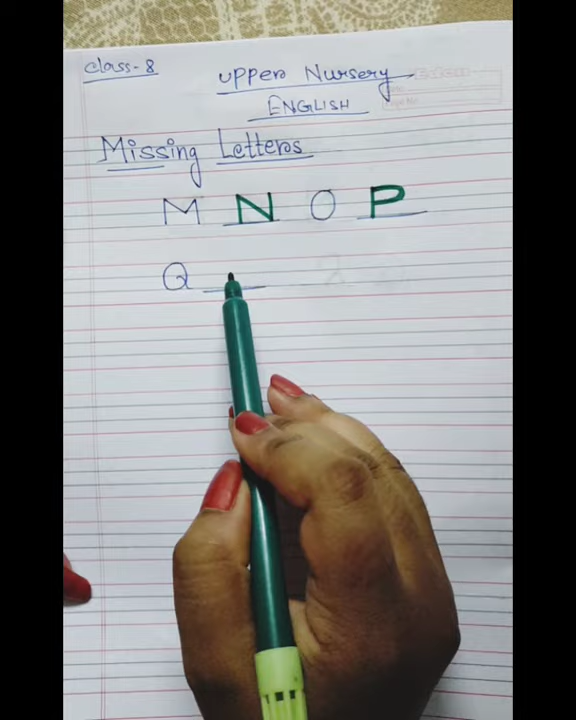 Class-8
Upper Nursery
ENGLISH
Missing Letters
M N O P
Q